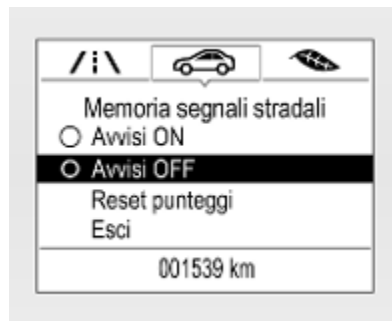 Memoria segnali stradali
Avvisi ON
Avvisi OFF
Reset punteggi
Esci
001539 km